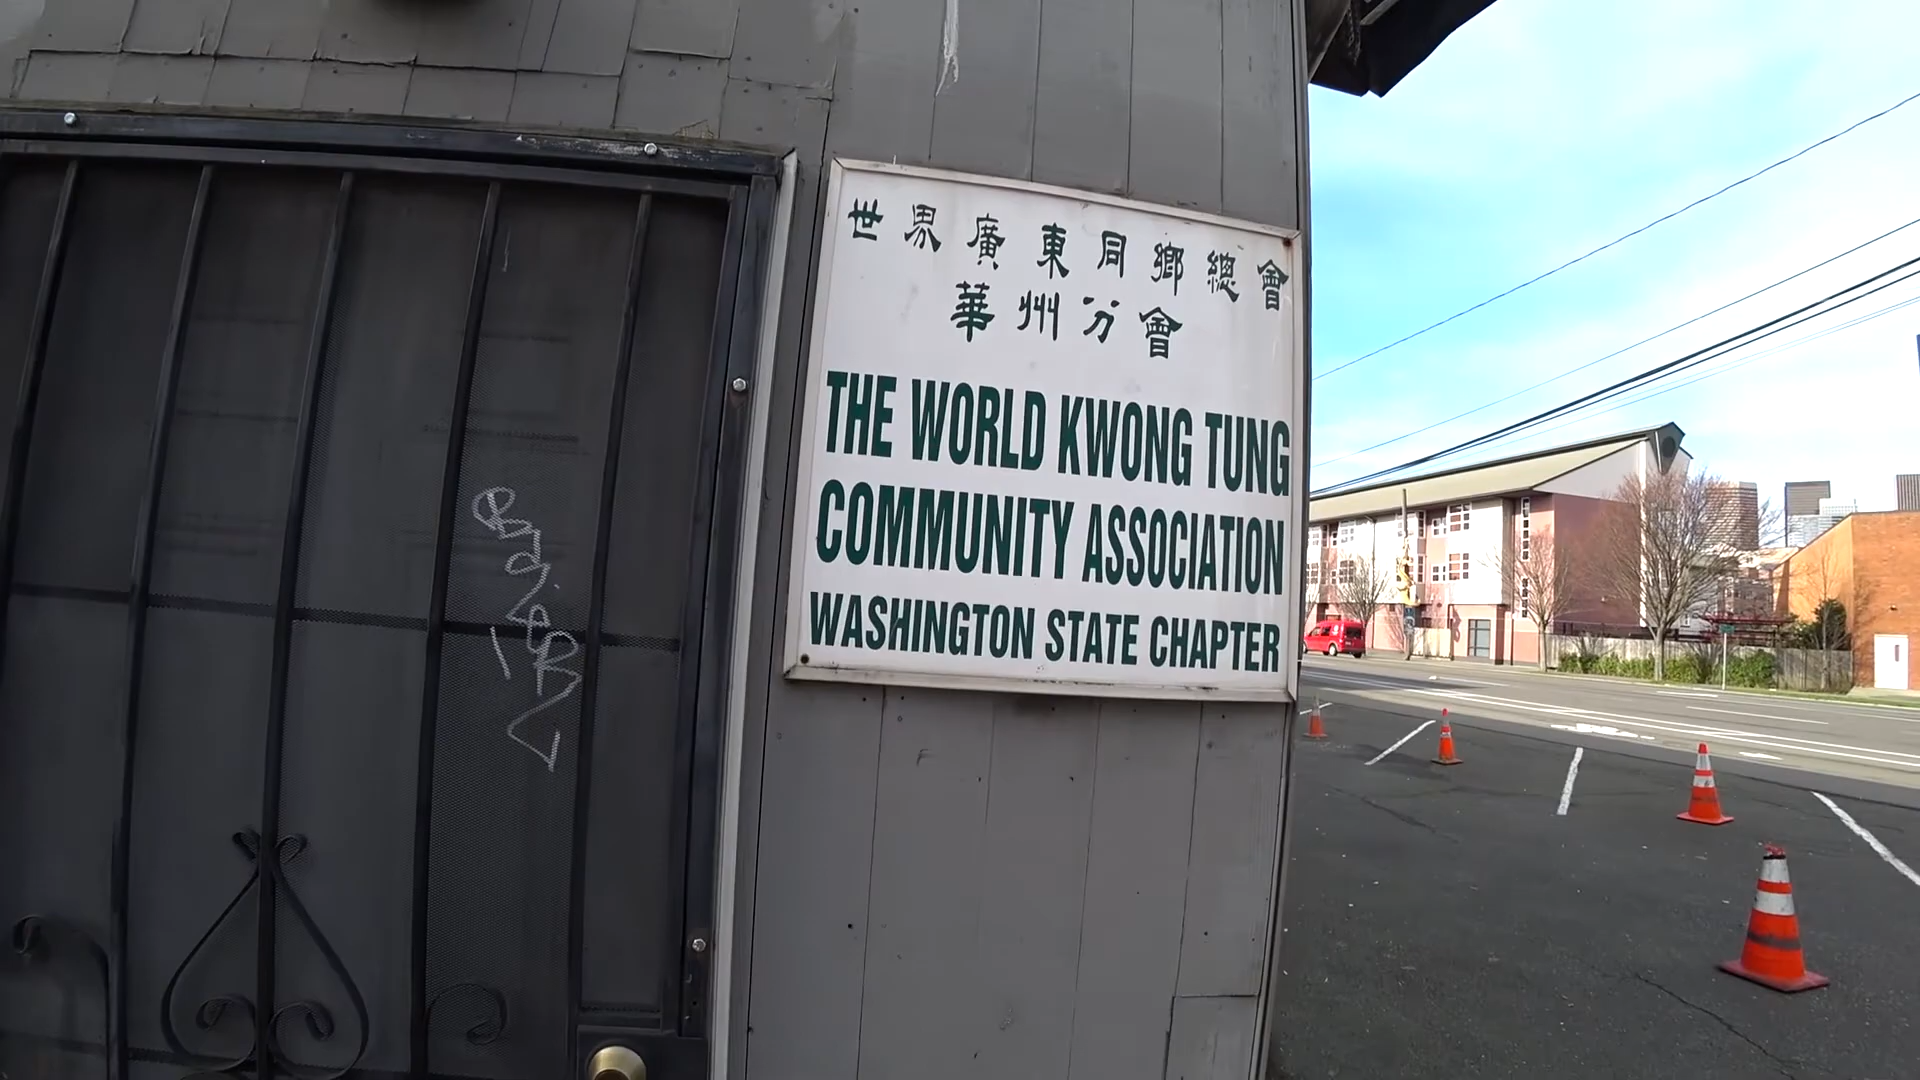 世界廣東同鄉總會
華州分會
THE WORLD KWONG TUNG
COMMUNITY ASSOCIATION
WASHINGTON STATE CHAPTER